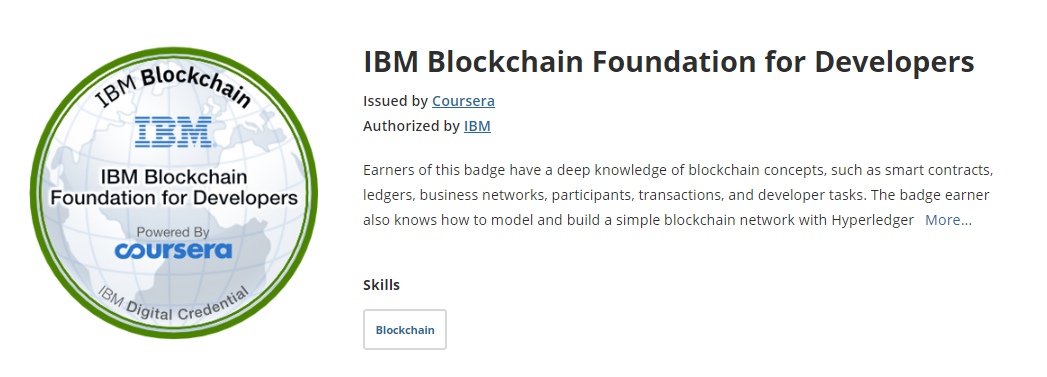 IBM Blockchain
IBM
IBM Blockchain
Foundation for Developers
Powered By
coursera
IBM Digital Credential
IBM Blockchain Foundation for Developers
Issued by Coursera
Authorized by IBM
Earners of this badge have a deep knowledge of blockchain concepts, such as smart contracts,
ledgers, business networks, participants, transactions, and developer tasks. The badge earner
also knows how to model and build a simple blockchain network with Hyperledger More...
Skills
Blockchain